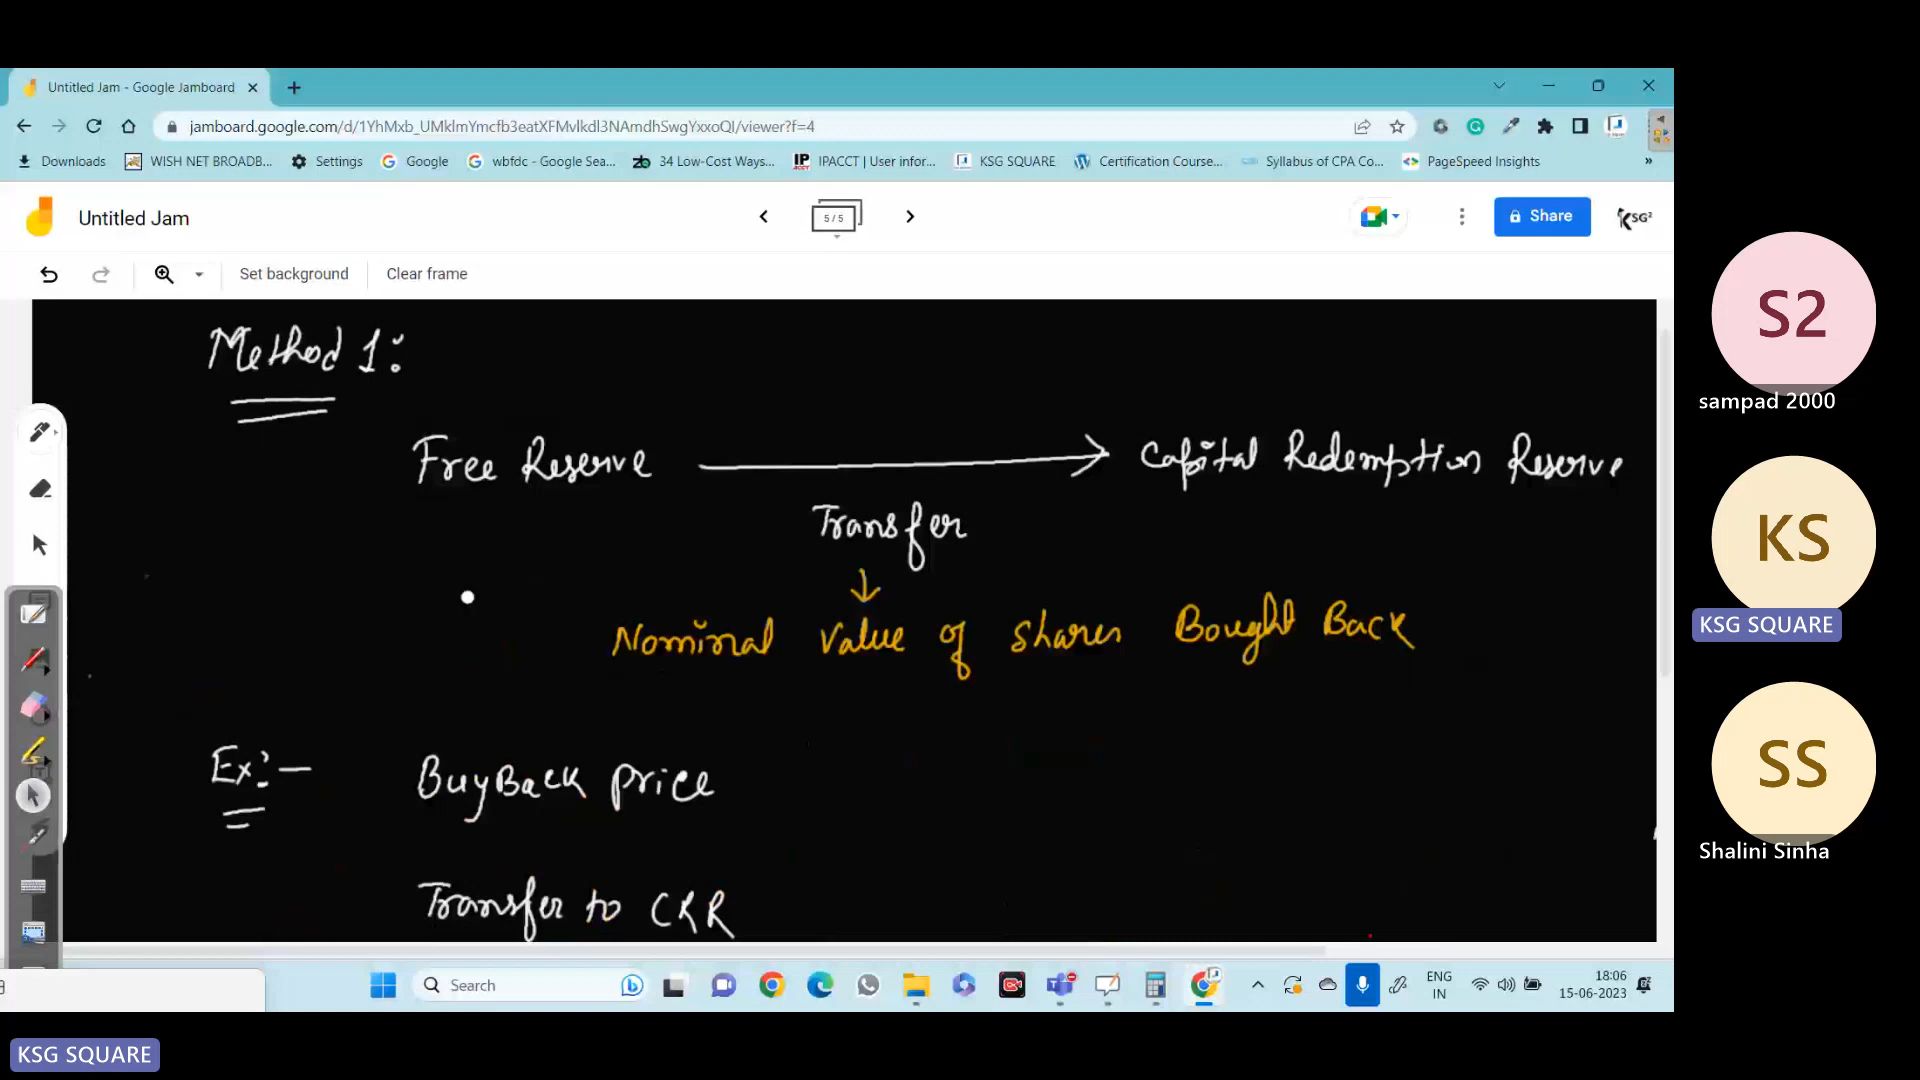 Untitled Jam - Google Jamboard
jamboard.google.com/d/1YhMxb_UMklmYmcfb3eatXFMvlkdl3NAmdhSwgYxxoQI/viewer?f=4
Downloads WISH NET BROADB... Settings Google wbfdc - Google Sea... 34 Low-Cost Ways... IPACCT | User infor... KSG SQUARE Certification Course... Syllabus of CPA Co... PageSpeed Insights »
Untitled Jam 5 / 5 Share KSG²
Set background Clear frame
Method 1:
Free Reserve Capital Redemption Reserve
Transfer
Nominal value of shares Bought Back
Ex:- BuyBack price
Transfer to CRR
S2
sampad 2000
KS
KSG SQUARE
SS
Shalini Sinha
Search ENG 18:06
IN 15-06-2023
KSG SQUARE